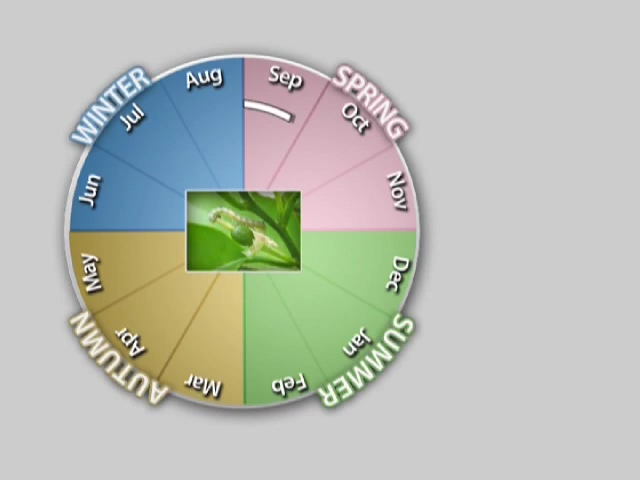 WINTER
SPRING
SUMMER
AUTUMN
Sep
Oct
Nov
Dec
Jan
Feb
Mar
Apr
May
Jun
Jul
Aug